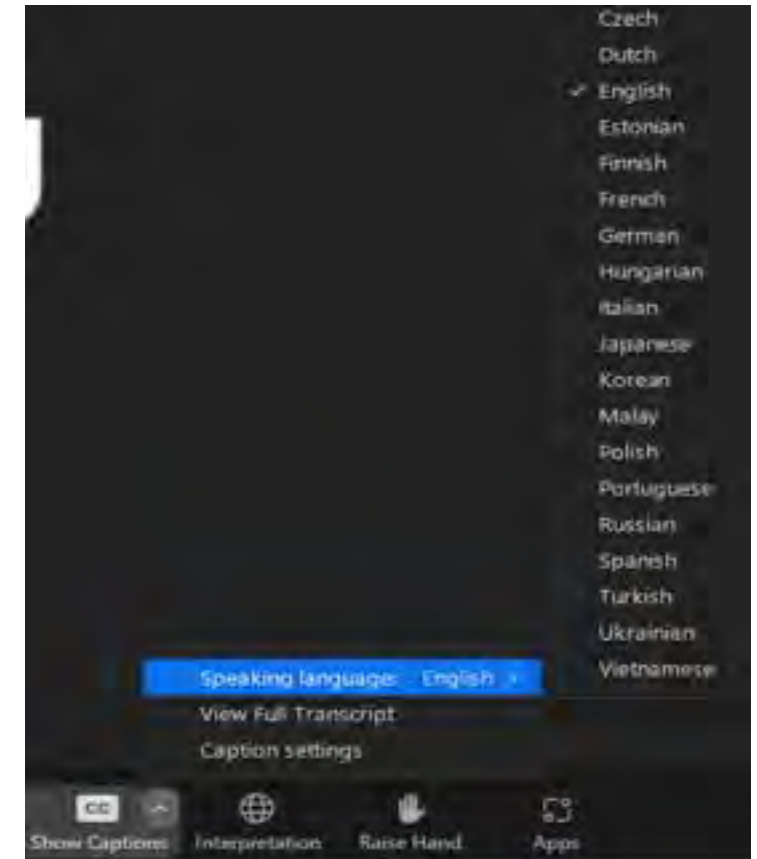 Czech
Dutch
✓ English
Estonian
Finnish
French
German
Hungarian
Italian
Japanese
Korean
Malay
Polish
Portuguese
Russian
Spanish
Turkish
Ukrainian
Vietnamese
Speaking language: English ›
View Full Transcript
Caption settings
CC
Show Captions Interpretation Raise Hand Apps